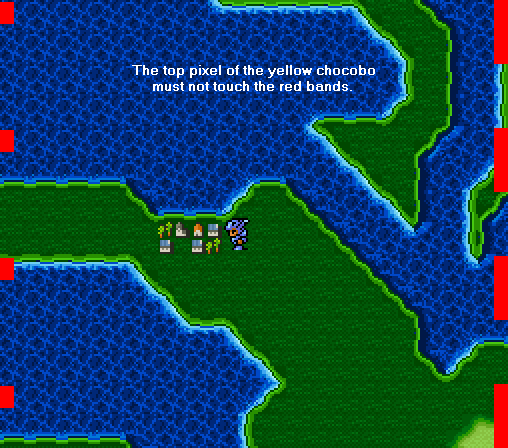 The top pixel of the yellow chocobo
must not touch the red bands.